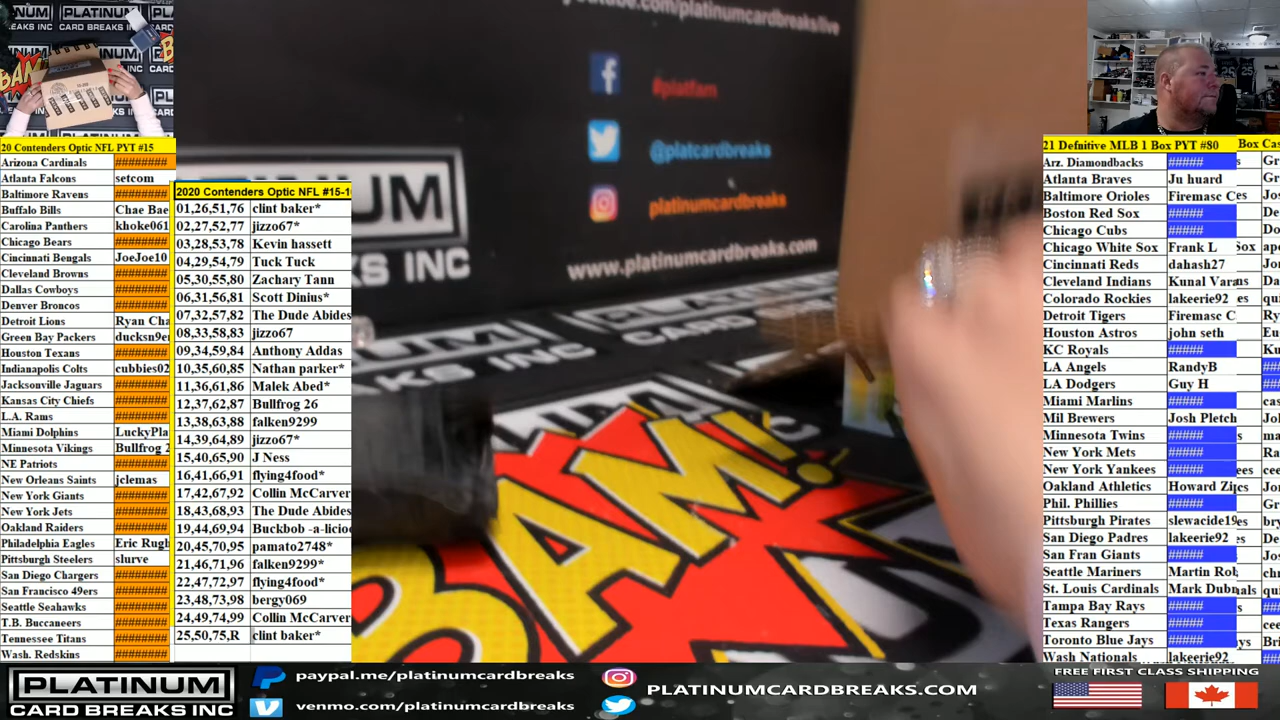 PLATINUM
CARD BREAKS INC
20 Contenders Optic NFL PYT #15
Arizona Cardinals ########
Atlanta Falcons setcom
Baltimore Ravens ########
Buffalo Bills Chae Bae
Carolina Panthers khoke061
Chicago Bears ########
Cincinnati Bengals JoeJoe10
Cleveland Browns ########
Dallas Cowboys ########
Denver Broncos ########
Detroit Lions Ryan Cha
Green Bay Packers ducksn9e
Houston Texans ########
Indianapolis Colts cubbies02
Jacksonville Jaguars ########
Kansas City Chiefs ########
L.A. Rams ########
Miami Dolphins LuckyPla
Minnesota Vikings Bullfrog 2
NE Patriots ########
New Orleans Saints jclemas
New York Giants ########
New York Jets ########
Oakland Raiders ########
Philadelphia Eagles Eric Rugh
Pittsburgh Steelers slurve
San Diego Chargers ########
San Francisco 49ers ########
Seattle Seahawks ########
T.B. Buccaneers ########
Tennessee Titans ########
Wash. Redskins ########
2020 Contenders Optic NFL #15-1
01,26,51,76 clint baker*
02,27,52,77 jizzo67*
03,28,53,78 Kevin hassett
04,29,54,79 Tuck Tuck
05,30,55,80 Zachary Tann
06,31,56,81 Scott Dinius*
07,32,57,82 The Dude Abides
08,33,58,83 jizzo67
09,34,59,84 Anthony Addas
10,35,60,85 Nathan parker*
11,36,61,86 Malek Abed*
12,37,62,87 Bullfrog 26
13,38,63,88 falken9299
14,39,64,89 jizzo67*
15,40,65,90 J Ness
16,41,66,91 flying4food*
17,42,67,92 Collin McCarver
18,43,68,93 The Dude Abides
19,44,69,94 Buckbob -a-licio
20,45,70,95 pamato2748*
21,46,71,96 falken9299*
22,47,72,97 flying4food*
23,48,73,98 bergy069
24,49,74,99 Collin McCarver
25,50,75,R clint baker*
youtube.com/platinumcardbreakslive
#platfam
@platcardbreaks
platinumcardbreaks
www.platinumcardbreaks.com
BAM!
21 Defnitive MLB 1 Box PYT #80
Arz. Diamondbacks #####
Atlanta Braves Ju huard
Baltimore Orioles Firemasc C
Boston Red Sox #####
Chicago Cubs #####
Chicago White Sox Frank L
Cincinnati Reds dahash27
Cleveland Indians Kunal Vara
Colorado Rockies lakeerie92
Detroit Tigers Firemasc C
Houston Astros john seth
KC Royals #####
LA Angels RandyB
LA Dodgers Guy H
Miami Marlins #####
Mil Brewers Josh Pletch
Minnesota Twins #####
New York Mets #####
New York Yankees #####
Oakland Athletics Howard Zi
Phil. Phillies #####
Pittsburgh Pirates slewacide19
San Diego Padres lakeerie92
San Fran Giants #####
Seattle Mariners Martin Rol
St. Louis Cardinals Mark Dubn
Tampa Bay Rays #####
Texas Rangers #####
Toronto Blue Jays #####
Wash Nationals lakeerie92
PLATINUM
CARD BREAKS INC
paypal.me/platinumcardbreaks
venmo.com/platinumcardbreaks
PLATINUMCARDBREAKS.COM
FREE FIRST CLASS SHIPPING